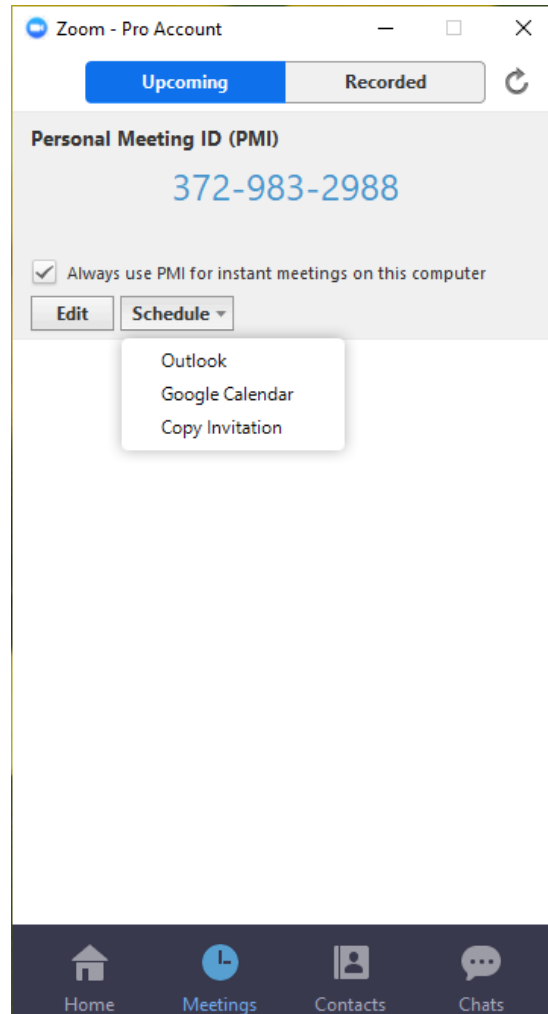 Zoom - Pro Account
Upcoming Recorded
Personal Meeting ID (PMI)
372-983-2988
Always use PMI for instant meetings on this computer
Edit Schedule
Outlook
Google Calendar
Copy Invitation
Home Meetings Contacts Chats